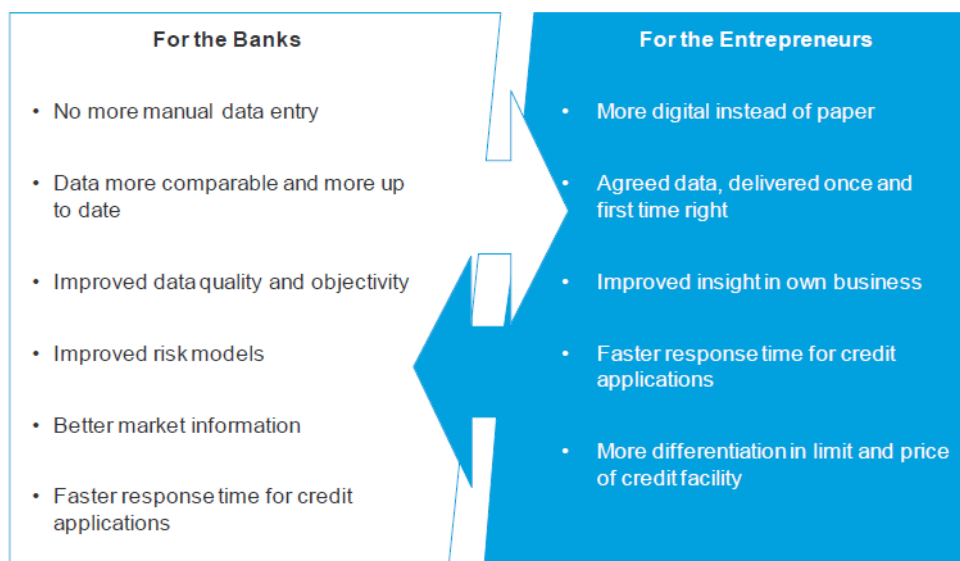 For the Banks
• No more manual data entry
• Data more comparable and more up
to date
• Improved data quality and objectivity
• Improved risk models
• Better market information
• Faster response time for credit
applications
For the Entrepreneurs
• More digital instead of paper
• Agreed data, delivered once and
first time right
• Improved insight in own business
• Faster response time for credit
applications
• More differentiation in limit and price
of credit facility